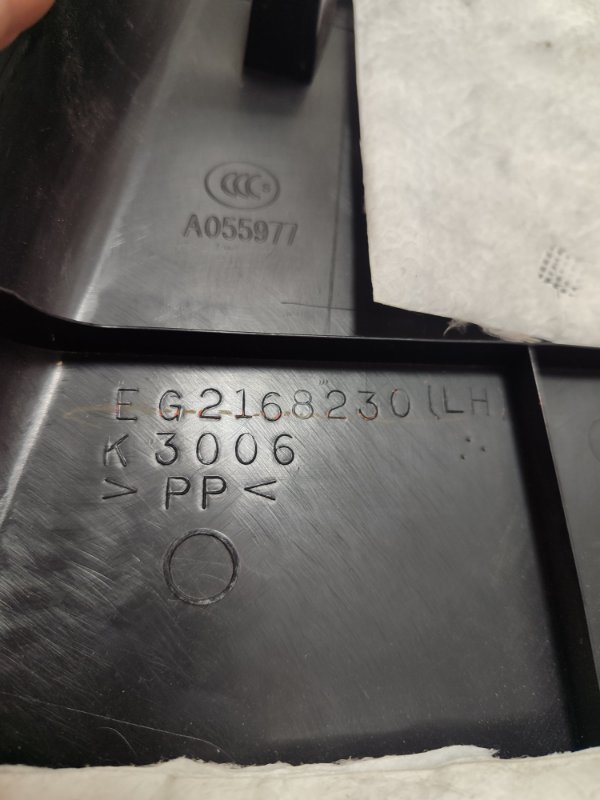 CCC®
A055977
EG2168230(LH)
K3006
>PP<